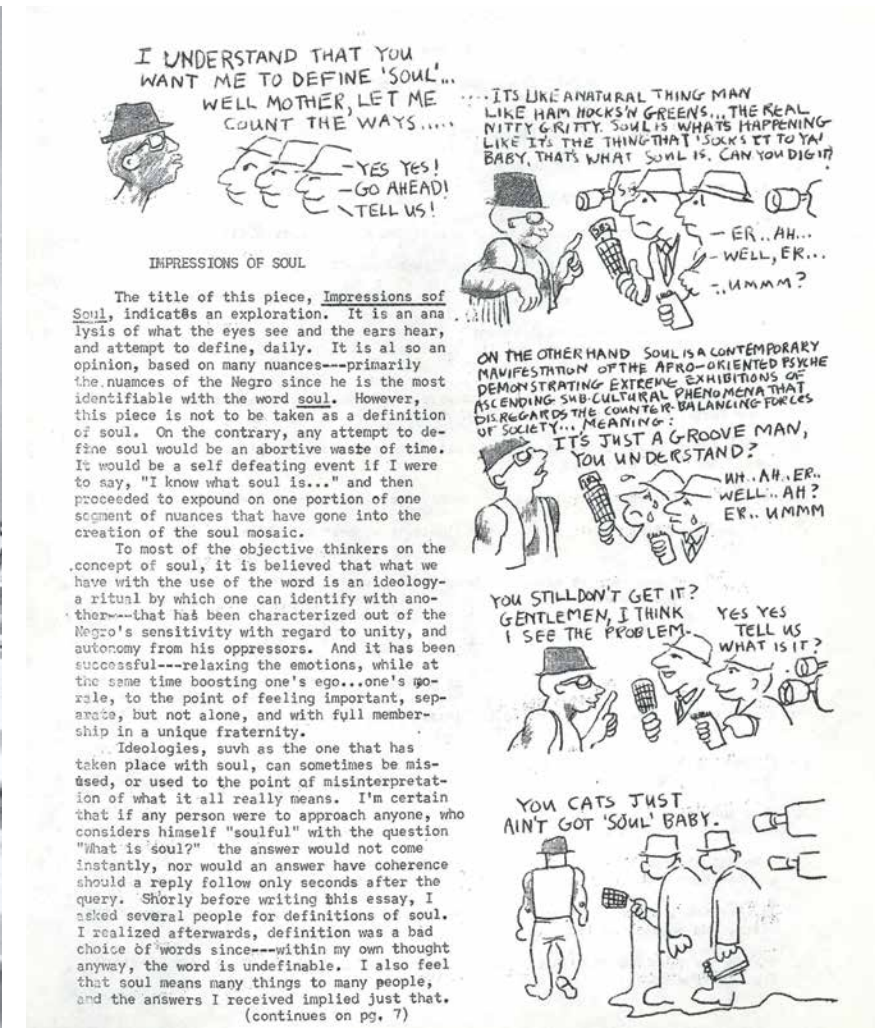 I UNDERSTAND THAT YOU
WANT ME TO DEFINE 'SOUL'...
WELL MOTHER, LET ME
COUNT THE WAYS.....
-YES YES!
-GO AHEAD!
TELL US!
IMPRESSIONS OF SOUL
The title of this piece, Impressions sof
Soul, indicates an exploration. It is an ana
lysis of what the eyes see and the ears hear,
and attempt to define, daily. It is al so an
opinion, based on many nuances---primarily
the nuamces of the Negro since he is the most
identifiable with the word soul. However,
this piece is not to be taken as a definition
of soul. On the contrary, any attempt to de-
fine soul would be an abortive waste of time.
It would be a self defeating event if I were
to say, "I know what soul is..." and then
proceeded to expound on one portion of one
segment of nuances that have gone into the
creation of the soul mosaic.
To most of the objective thinkers on the
concept of soul, it is believed that what we
have with the use of the word is an ideology-
a ritual by which one can identify with ano-
ther---that has been characterized out of the
Negro's sensitivity with regard to unity, and
autonomy from his oppressors. And it has been
successful---relaxing the emotions, while at
the same time boosting one's ego...one's mo-
rale, to the point of feeling important, sep-
arate, but not alone, and with full member-
ship in a unique fraternity.
Ideologies, suvh as the one that has
taken place with soul, can sometimes be mis-
used, or used to the point of misinterpretat-
ion of what it all really means. I'm certain
that if any person were to approach anyone, who
considers himself "soulful" with the question
"What is soul?" the answer would not come
instantly, nor would an answer have coherence
should a reply follow only seconds after the
query. Shorly before writing this essay, I
asked several people for definitions of soul.
I realized afterwards, definition was a bad
choice of words since---within my own thought
anyway, the word is undefinable. I also feel
that soul means many things to many people,
and the answers I received implied just that.
(continues on pg. 7)
....ITS LIKE A NATURAL THING MAN
LIKE HAM HOCKS'N GREENS...THE REAL
NITTY GRITTY. SOUL IS WHATS HAPPENING
LIKE IT'S THE THING THAT 'SOCKS IT TO YA!
BABY, THAT'S WHAT SOUL IS. CAN YOU DIG IT?
- ER..AH...
- WELL, ER...
-..UMMM?
ON THE OTHER HAND SOUL IS A CONTEMPORARY
MANIFESTATION OF THE AFRO-ORIENTED PSYCHE
DEMONSTRATING EXTREME EXHIBITIONS OF
ASCENDING SUB-CULTURAL PHENOMENA THAT
DISREGARDS THE COUNTER-BALANCING FORCES
OF SOCIETY... MEANING:
IT'S JUST A GROOVE MAN,
YOU UNDERSTAND?
-UH..AH..ER..
WELL.. AH?
ER.. UMMM
YOU STILL DON'T GET IT?
GENTLEMEN, I THINK
I SEE THE PROBLEM.
YES YES
TELL US
WHAT IS IT?
YOU CATS JUST
AIN'T GOT 'SOUL' BABY.